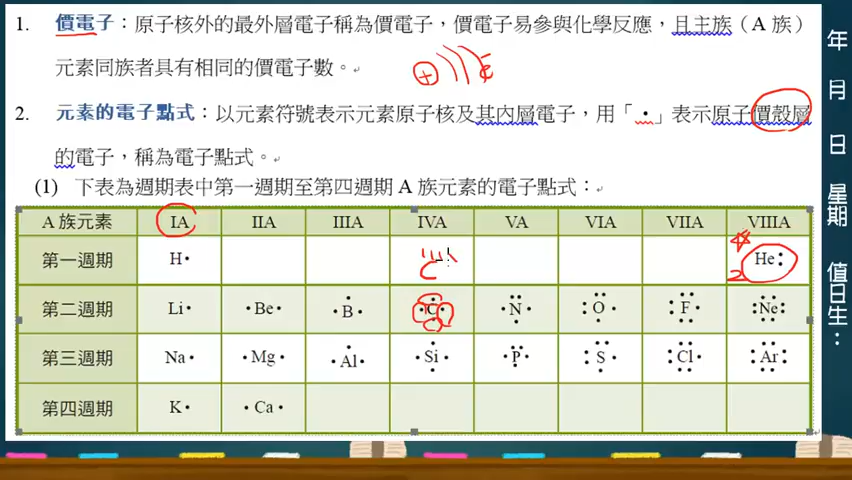 1. 價電子：原子核外的最外層電子稱為價電子，價電子易參與化學反應，且主族（A 族）
元素同族者具有相同的價電子數。
2. 元素的電子點式：以元素符號表示元素原子核及其內層電子，用「•」表示原子價殼層
的電子，稱為電子點式。
(1) 下表為週期表中第一週期至第四週期 A 族元素的電子點式：
A 族元素 IA IIA IIIA IVA VA VIA VIIA VIIIA
第一週期 H He
第二週期 Li Be B C N O F Ne
第三週期 Na Mg Al Si P S Cl Ar
第四週期 K Ca
年 月 日 星期 值日生：
+
C
2